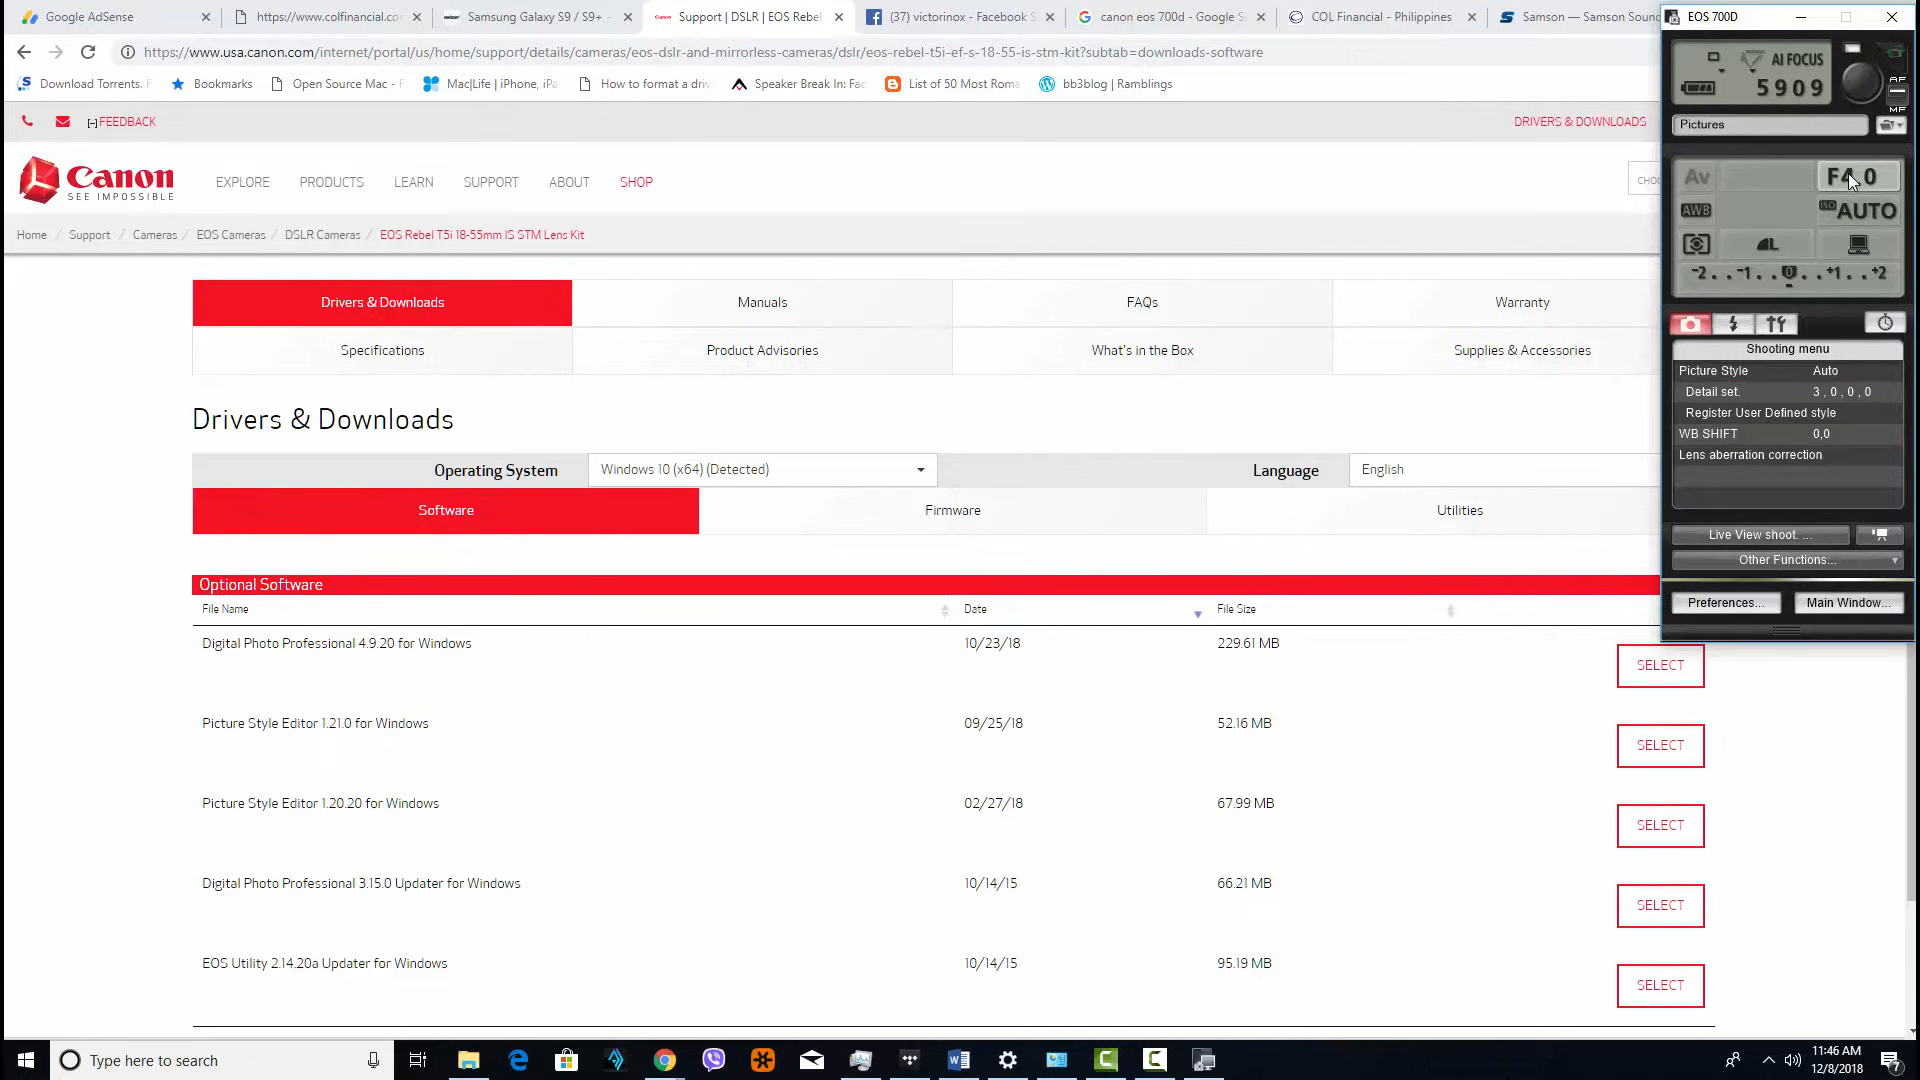 Google AdSense
https://www.colfinancial.co
Samsung Galaxy S9 / S9+ -
Support | DSLR | EOS Rebel
(37) victorinox - Facebook S
canon eos 700d - Google S
COL Financial - Philippines
Samson — Samson Soun
EOS 700D
https://www.usa.canon.com/internet/portal/us/home/support/details/cameras/eos-dslr-and-mirrorless-cameras/dslr/eos-rebel-t5i-ef-s-18-55-is-stm-kit?subtab=downloads-software
Download Torrents. F
Bookmarks
Open Source Mac - F
Mac|Life | iPhone, iPa
How to format a driv
Speaker Break In: Fac
List of 50 Most Roma
bb3blog | Ramblings
AI FOCUS
5909
AF
MF
Pictures
[-] FEEDBACK
DRIVERS & DOWNLOADS
Canon
SEE IMPOSSIBLE
EXPLORE
PRODUCTS
LEARN
SUPPORT
ABOUT
SHOP
CHOO
Av
F4.0
AWB
ISO AUTO
L
-2 . . -1 . . 0 . . +1 . . +2
Home / Support / Cameras / EOS Cameras / DSLR Cameras / EOS Rebel T5i 18-55mm IS STM Lens Kit
Drivers & Downloads
Manuals
FAQs
Warranty
Specifications
Product Advisories
What's in the Box
Supplies & Accessories
Shooting menu
Picture Style Auto
Detail set. 3 , 0 , 0 , 0
Register User Defined style
WB SHIFT 0,0
Lens aberration correction
Live View shoot. ...
Other Functions...
Preferences...
Main Window...
Drivers & Downloads
Operating System
Windows 10 (x64) (Detected)
Language
English
Software
Firmware
Utilities
Optional Software
File Name Date File Size
Digital Photo Professional 4.9.20 for Windows 10/23/18 229.61 MB SELECT
Picture Style Editor 1.21.0 for Windows 09/25/18 52.16 MB SELECT
Picture Style Editor 1.20.20 for Windows 02/27/18 67.99 MB SELECT
Digital Photo Professional 3.15.0 Updater for Windows 10/14/15 66.21 MB SELECT
EOS Utility 2.14.20a Updater for Windows 10/14/15 95.19 MB SELECT
Type here to search
11:46 AM
12/8/2018
7